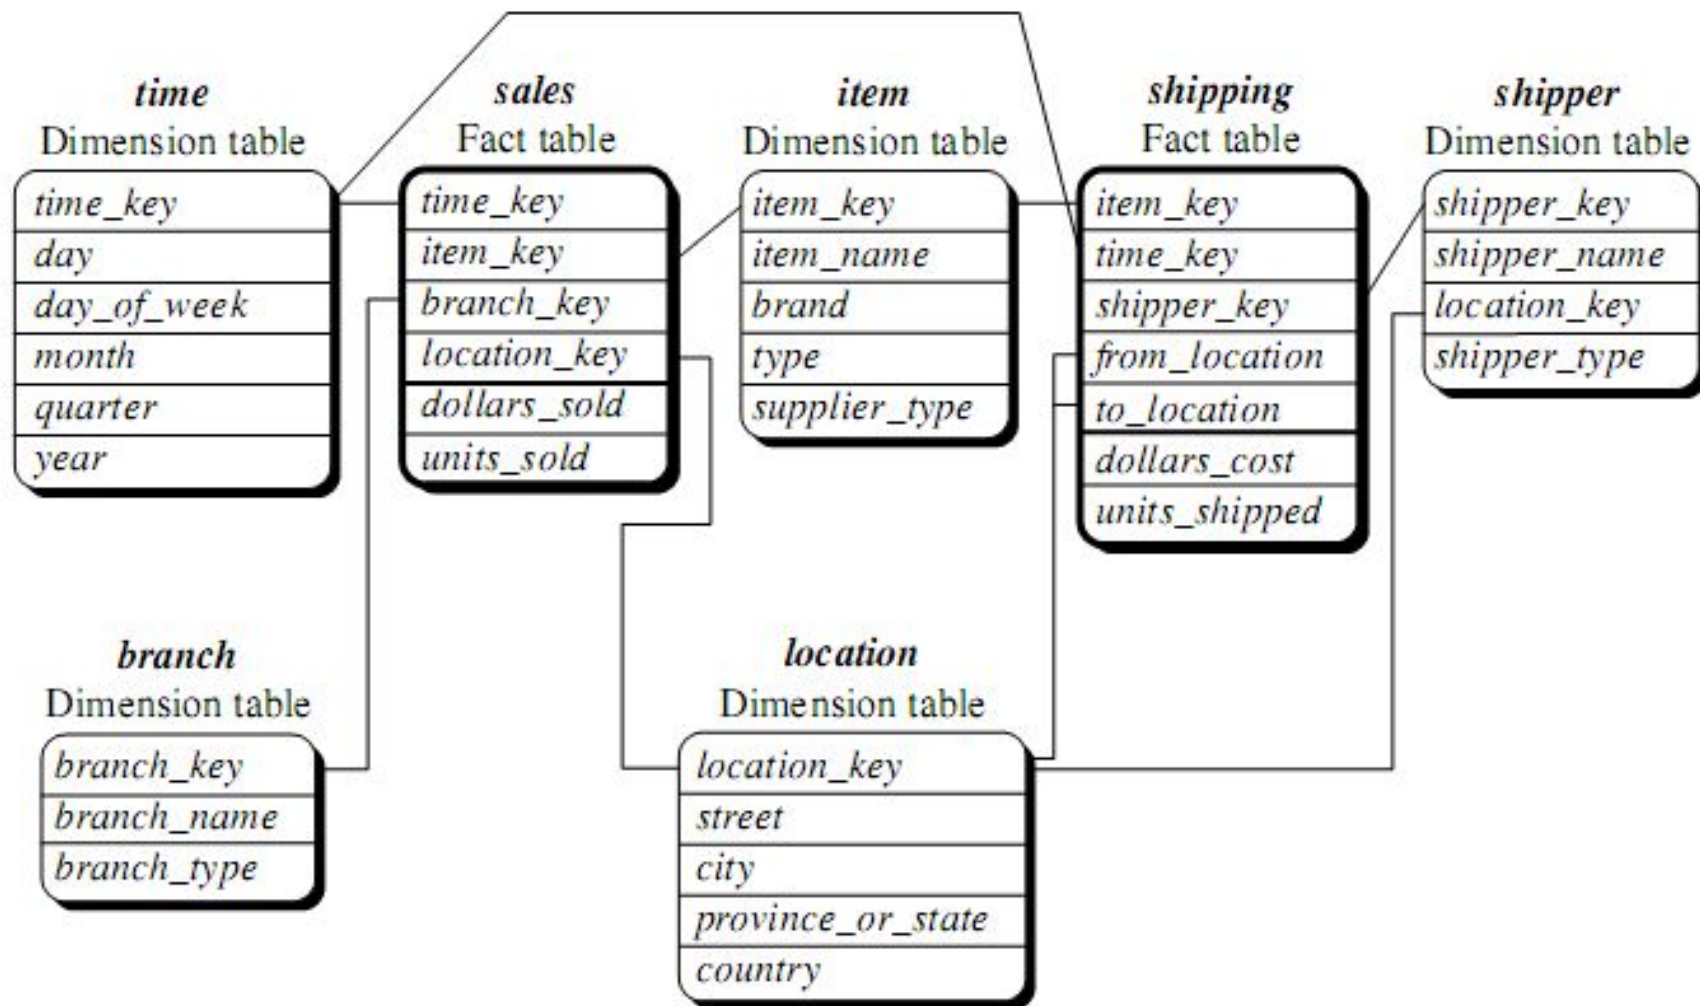 time
Dimension table
time_key
day
day_of_week
month
quarter
year
sales
Fact table
time_key
item_key
branch_key
location_key
dollars_sold
units_sold
item
Dimension table
item_key
item_name
brand
type
supplier_type
shipping
Fact table
item_key
time_key
shipper_key
from_location
to_location
dollars_cost
units_shipped
shipper
Dimension table
shipper_key
shipper_name
location_key
shipper_type
branch
Dimension table
branch_key
branch_name
branch_type
location
Dimension table
location_key
street
city
province_or_state
country